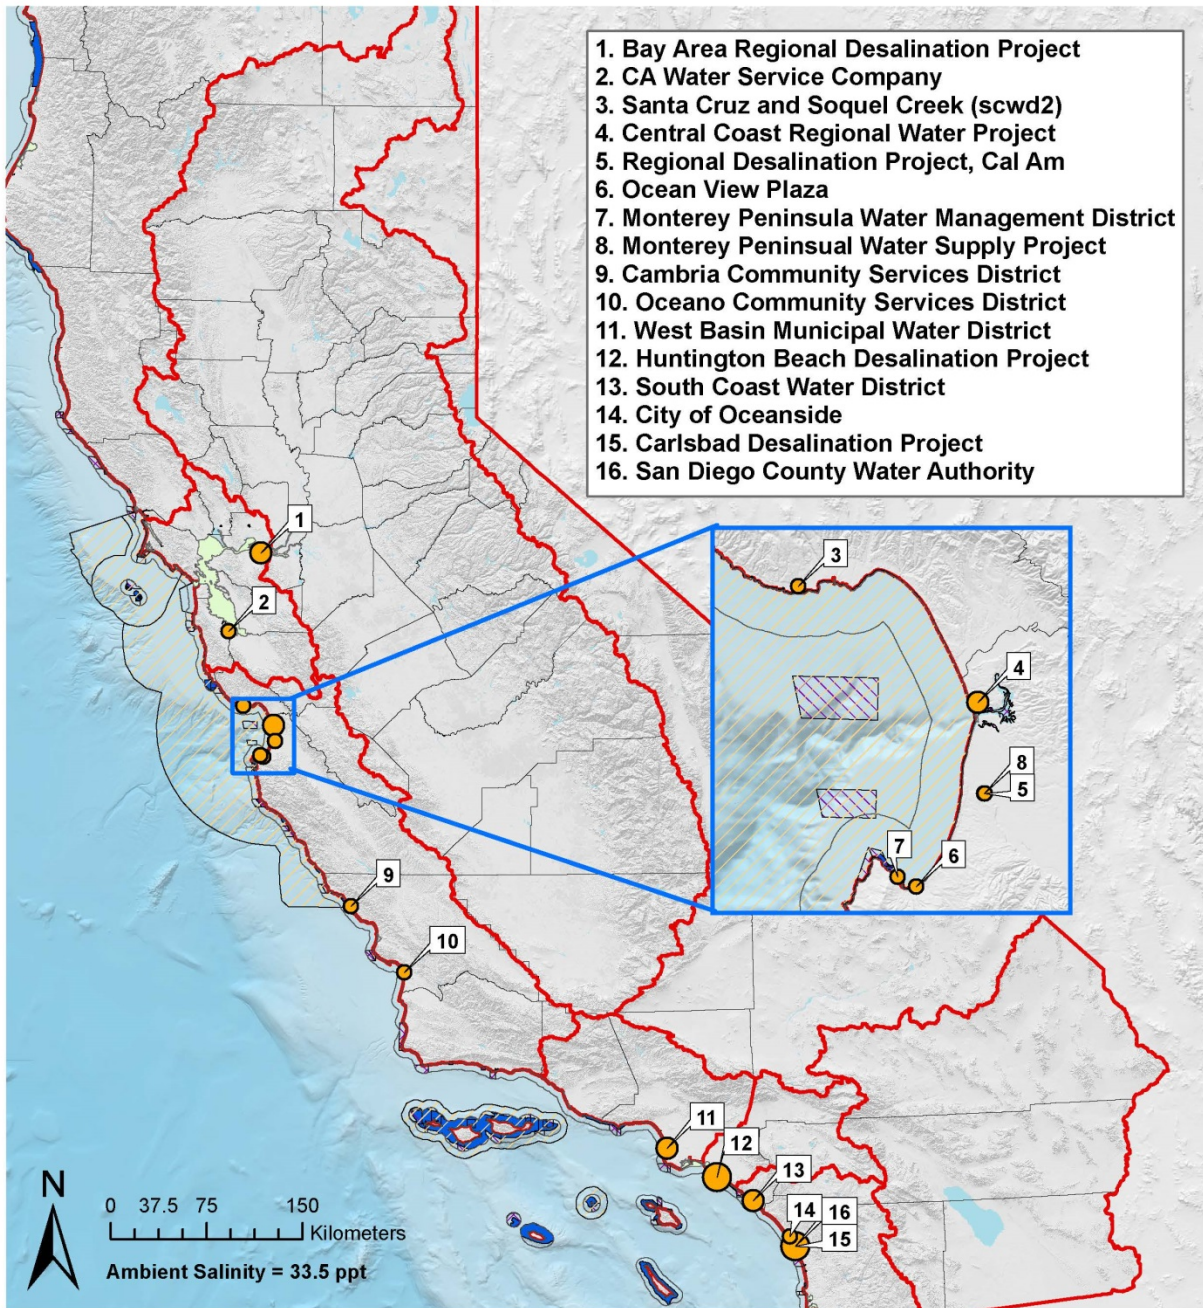 1. Bay Area Regional Desalination Project
2. CA Water Service Company
3. Santa Cruz and Soquel Creek (scwd2)
4. Central Coast Regional Water Project
5. Regional Desalination Project, Cal Am
6. Ocean View Plaza
7. Monterey Peninsula Water Management District
8. Monterey Peninsual Water Supply Project
9. Cambria Community Services District
10. Oceano Community Services District
11. West Basin Municipal Water District
12. Huntington Beach Desalination Project
13. South Coast Water District
14. City of Oceanside
15. Carlsbad Desalination Project
16. San Diego County Water Authority
1
2
3
4
8
5
7
6
9
10
11
12
13
14 16
15
N
0 37.5 75 150
Kilometers
Ambient Salinity = 33.5 ppt